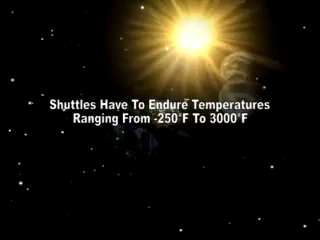 Shuttles Have To Endure Temperatures
Ranging From -250°F To 3000°F